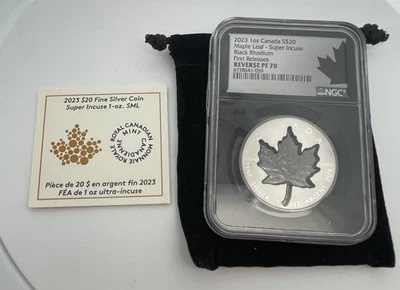 2023 $20 Fine Silver Coin
Super Incuse 1-oz. SML
ROYAL CANADIAN MINT
MONNAIE ROYALE CANADIENNE
Pièce de 20 $ en argent fin 2023
FÉA de 1 oz ultra-incuse
2023 1oz Canada S$20
Maple Leaf - Super Incuse
Black Rhodium
First Releases
REVERSE PF 70
NGC